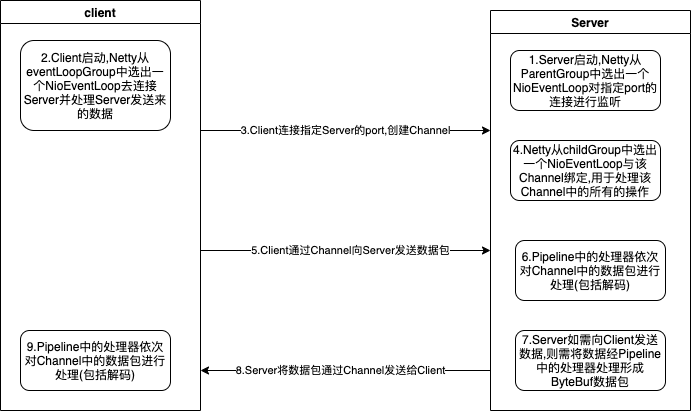 client
Server
2.Client启动,Netty从
eventLoopGroup中选出一
个NioEventLoop去连接
Server并处理Server发送来
的数据
1.Server启动,Netty从
ParentGroup中选出一个
NioEventLoop对指定port的
连接进行监听
3.Client连接指定Server的port,创建Channel
4.Netty从childGroup中选出
一个NioEventLoop与该
Channel绑定,用于处理该
Channel中的所有的操作
5.Client通过Channel向Server发送数据包
6.Pipeline中的处理器依次
对Channel中的数据包进行
处理(包括解码)
7.Server如需向Client发送
数据,则需将数据经Pipeline
中的处理器处理形成
ByteBuf数据包
8.Server将数据包通过Channel发送给Client
9.Pipeline中的处理器依次
对Channel中的数据包进行
处理(包括解码)